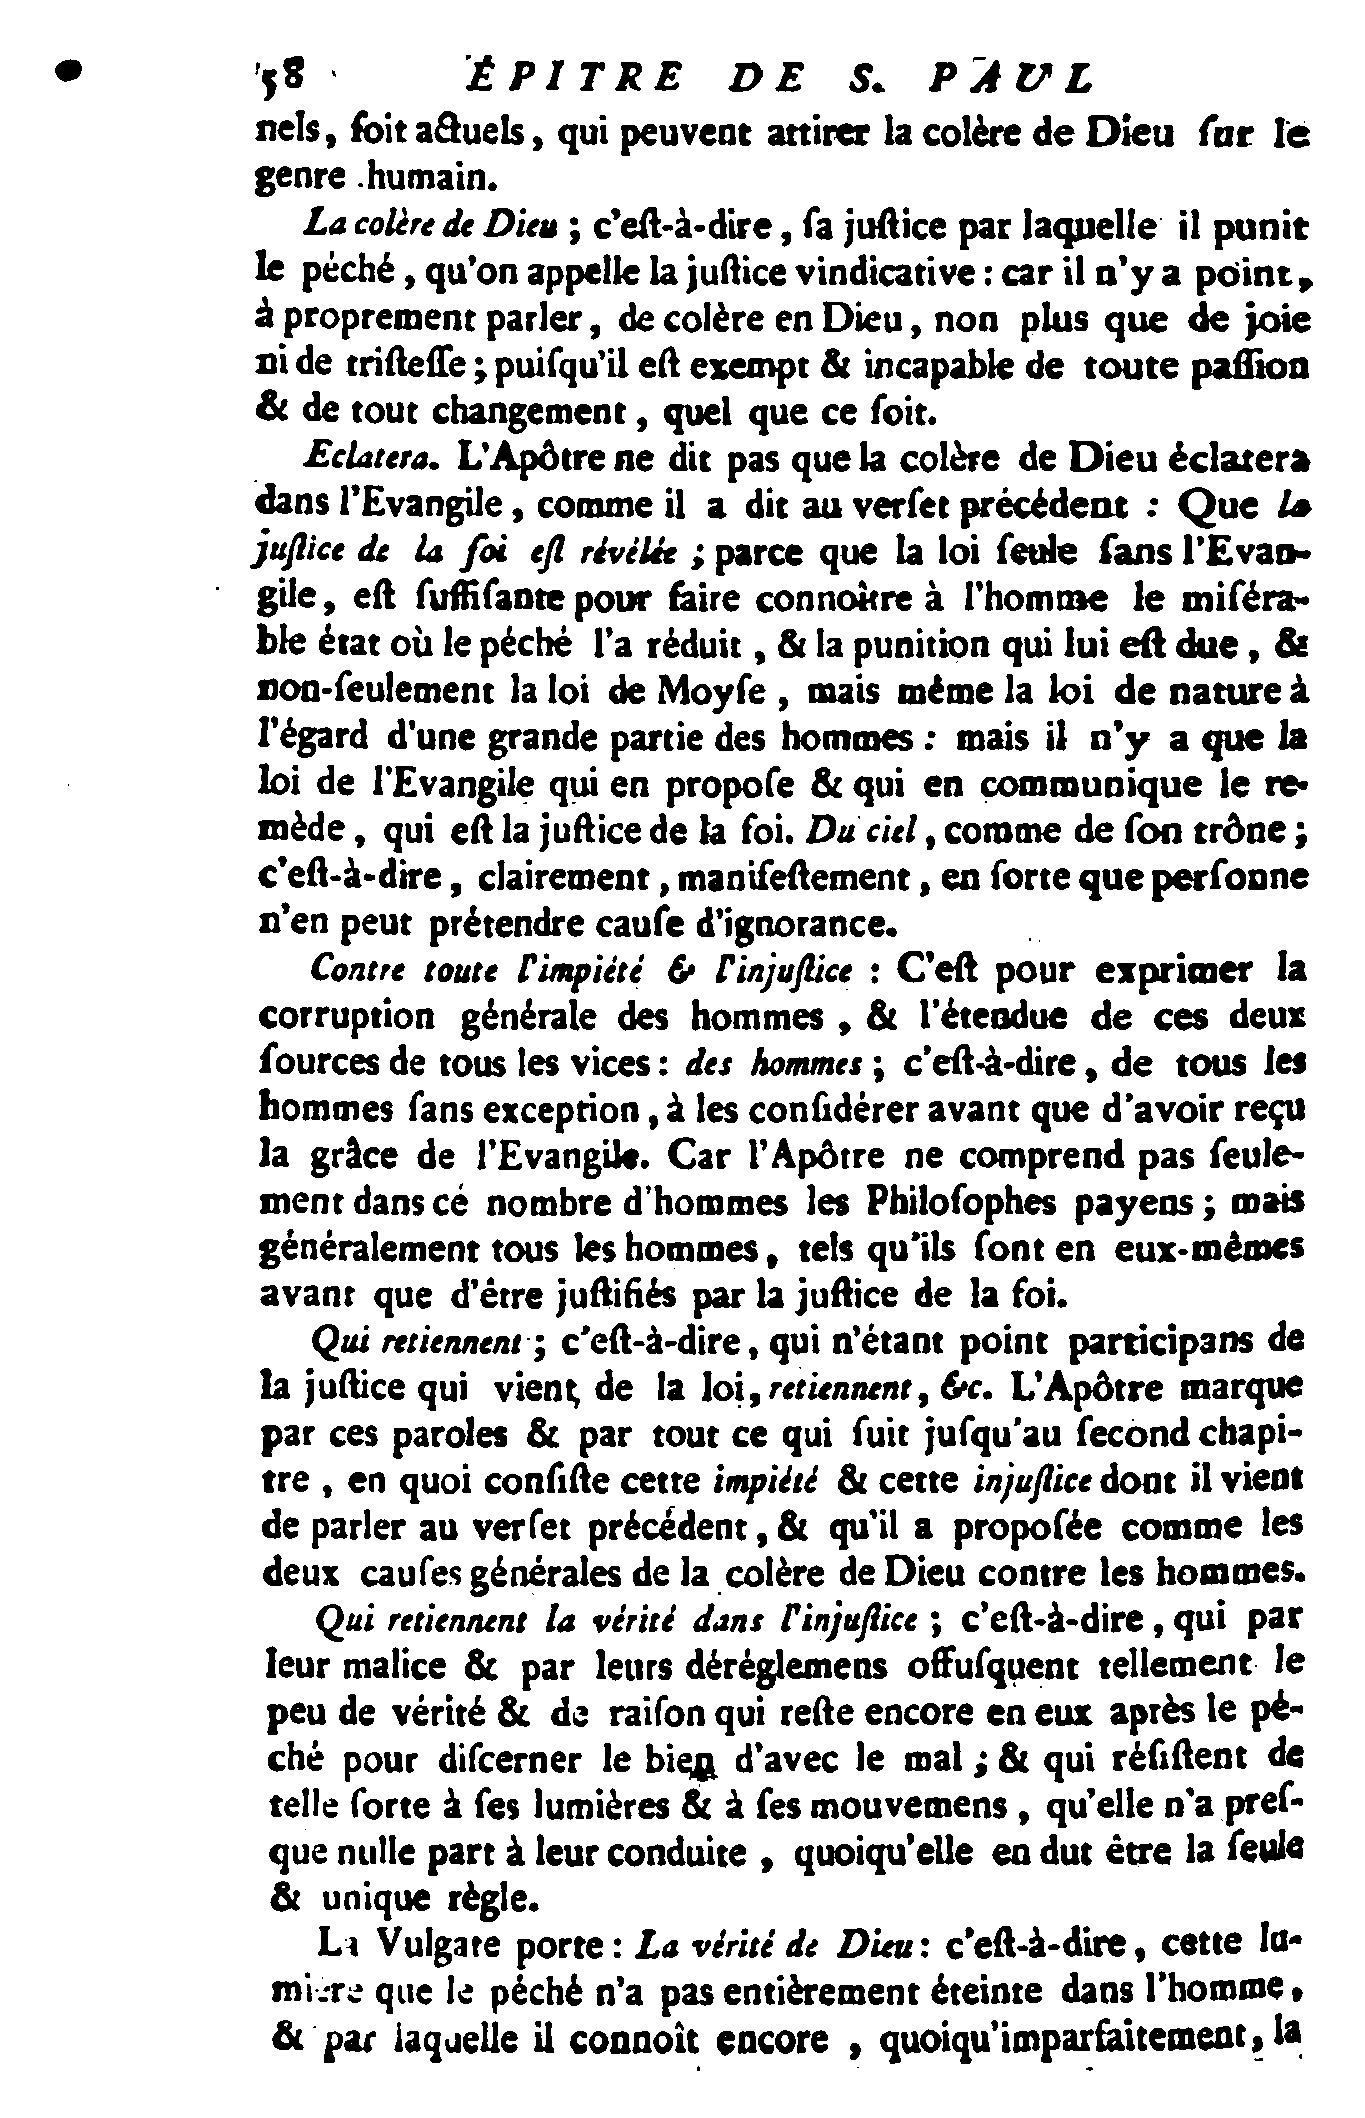 58 ÉPITRE DE S. PAUL
nels, ſoit actuels, qui peuvent attirer la colère de Dieu ſur le
genre humain.
La colère de Dieu ; c'eſt-à-dire, ſa juſtice par laquelle il punit
le péché, qu'on appelle la juſtice vindicative : car il n'y a point,
à proprement parler, de colère en Dieu, non plus que de joie
ni de triſteſſe ; puiſqu'il eſt exempt & incapable de toute paſſion
& de tout changement, quel que ce ſoit.
Eclatera. L'Apôtre ne dit pas que la colère de Dieu éclatera
dans l'Evangile, comme il a dit au verſet précédent : Que la
juſtice de la foi eſt révélée ; parce que la loi ſeule ſans l'Evan-
gile, eſt ſuffiſante pour faire connoître à l'homme le miſéra-
ble état où le péché l'a réduit, & la punition qui lui eſt due, &
non-ſeulement la loi de Moyſe, mais même la loi de nature à
l'égard d'une grande partie des hommes : mais il n'y a que la
loi de l'Evangile qui en propoſe & qui en communique le re-
mède, qui eſt la juſtice de la foi. Du ciel, comme de ſon trône ;
c'eſt-à-dire, clairement, manifeſtement, en ſorte que perſonne
n'en peut prétendre cauſe d'ignorance.
Contre toute l'impiété & l'injuſtice : C'eſt pour exprimer la
corruption générale des hommes, & l'étendue de ces deux
ſources de tous les vices : des hommes ; c'eſt-à-dire, de tous les
hommes ſans exception, à les conſidérer avant que d'avoir reçu
la grâce de l'Evangile. Car l'Apôtre ne comprend pas ſeule-
ment dans cé nombre d'hommes les Philoſophes payens ; mais
généralement tous les hommes, tels qu'ils ſont en eux-mêmes
avant que d'être juſtifiés par la juſtice de la foi.
Qui retiennent ; c'eſt-à-dire, qui n'étant point participans de
la juſtice qui vient de la loi, retiennent, &c. L'Apôtre marque
par ces paroles & par tout ce qui ſuit juſqu'au ſecond chapi-
tre, en quoi conſiſte cette impiété & cette injuſtice dont il vient
de parler au verſet précédent, & qu'il a propoſée comme les
deux cauſes générales de la colère de Dieu contre les hommes.
Qui retiennent la vérité dans l'injuſtice ; c'eſt-à-dire, qui par
leur malice & par leurs déréglemens offuſquent tellement le
peu de vérité & de raiſon qui reſte encore en eux après le pé-
ché pour diſcerner le bien d'avec le mal ; & qui réſiſtent de
telle ſorte à ſes lumières & à ſes mouvemens, qu'elle n'a preſ-
que nulle part à leur conduite, quoiqu'elle en dut être la ſeule
& unique règle.
La Vulgate porte : La vérité de Dieu : c'eſt-à-dire, cette lu-
miere que le péché n'a pas entièrement éteinte dans l'homme,
& par laquelle il connoît encore, quoiqu'imparfaitement, la